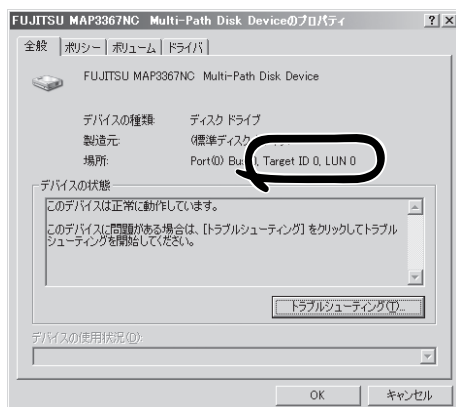 FUJITSU MAP3367NC Multi-Path Disk Deviceのプロパティ
全般 ポリシー ボリューム ドライバ
FUJITSU MAP3367NC Multi-Path Disk Device
デバイスの種類: ディスク ドライブ
製造元: (標準ディスク
場所: Port(0) Bus 0, Target ID 0, LUN 0
デバイスの状態
このデバイスは正常に動作しています。
このデバイスに問題がある場合は、[トラブルシューティング] をクリックしてトラブル
シューティングを開始してください。
トラブルシューティング(T)...
デバイスの使用状況(D):
OK キャンセル